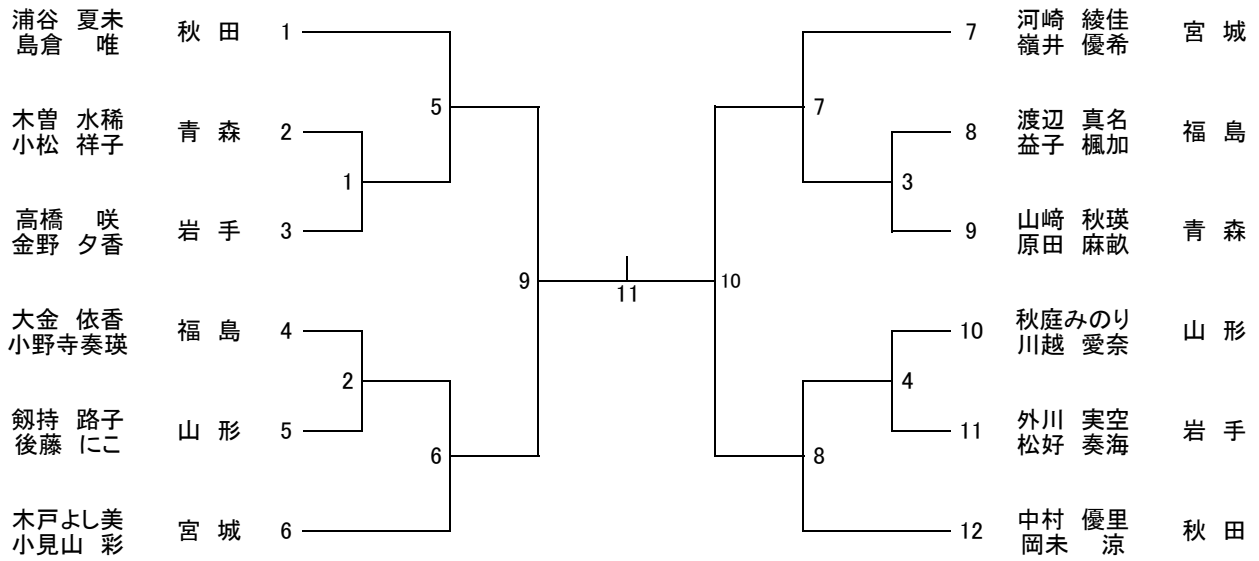 浦谷 夏未
島倉 唯
秋 田 1
木曽 水稀
小松 祥子
青 森 2
高橋 咲
金野 夕香
岩 手 3
大金 依香
小野寺奏瑛
福 島 4
剱持 路子
後藤 にこ
山 形 5
木戸よし美
小見山 彩
宮 城 6
5
1
2
6
9
11
10
7
3
4
8
7 河崎 綾佳
嶺井 優希
宮 城
8 渡辺 真名
益子 楓加
福 島
9 山﨑 秋瑛
原田 麻畝
青 森
10 秋庭みのり
川越 愛奈
山 形
11 外川 実空
松好 奏海
岩 手
12 中村 優里
岡未 涼
秋 田